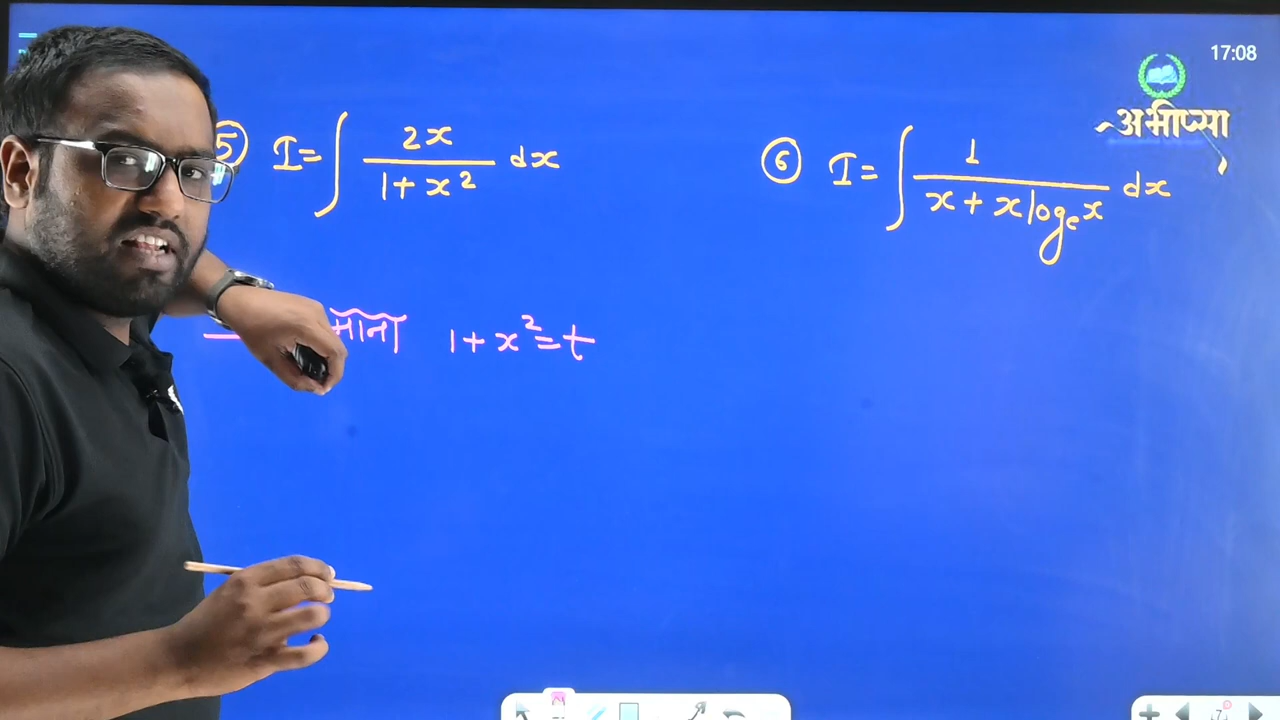 17:08
अभीप्सा
5) I = ∫ 2x / (1 + x²) dx
⑥ I = ∫ 1 / (x + x logₑx) dx
माना 1 + x² = t